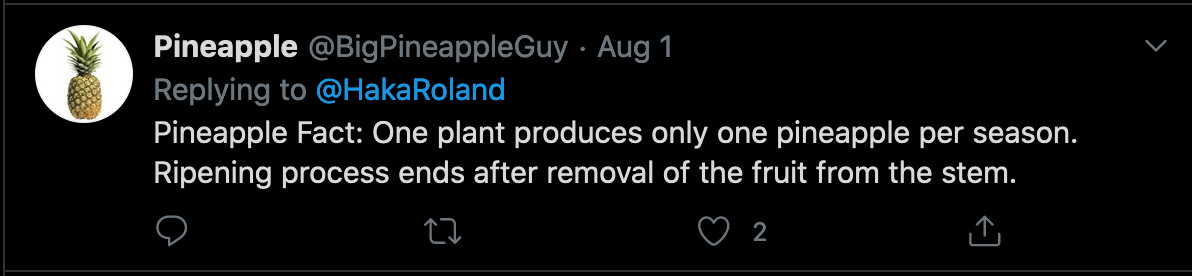 Pineapple @BigPineappleGuy · Aug 1
Replying to @HakaRoland
Pineapple Fact: One plant produces only one pineapple per season.
Ripening process ends after removal of the fruit from the stem.
2